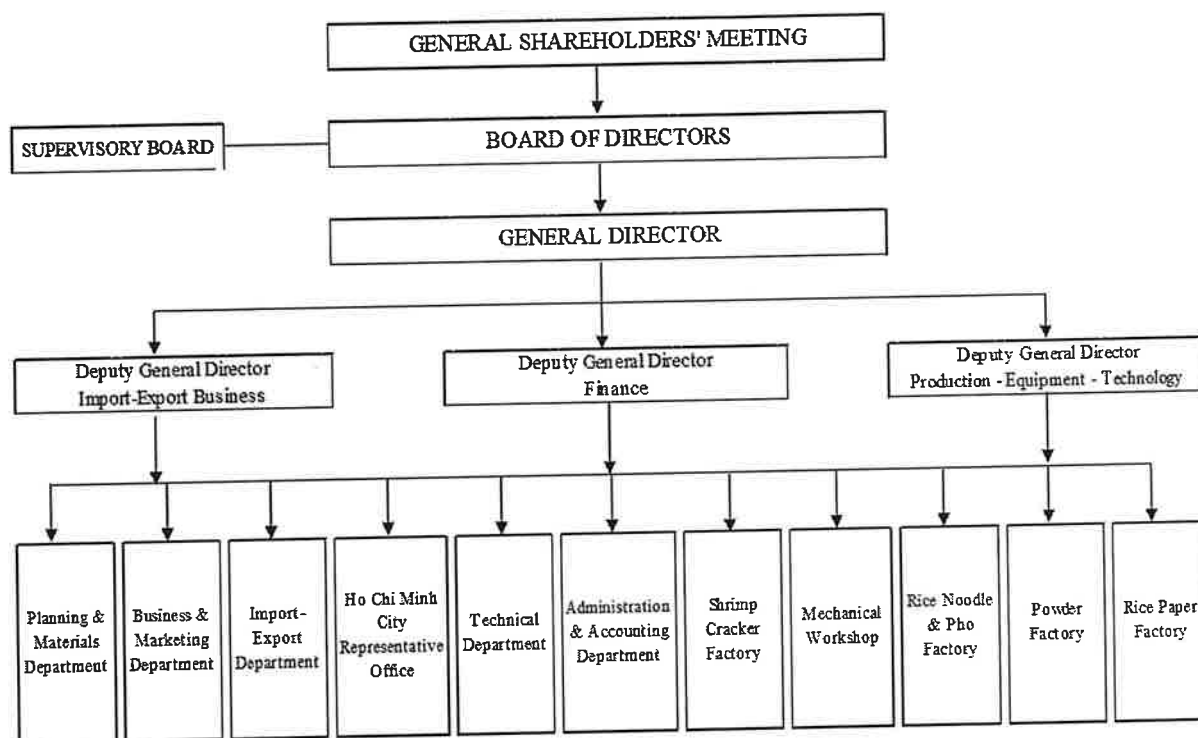 GENERAL SHAREHOLDERS' MEETING
SUPERVISORY BOARD
BOARD OF DIRECTORS
GENERAL DIRECTOR
Deputy General Director
Import-Export Business
Deputy General Director
Finance
Deputy General Director
Production - Equipment - Technology
Planning &
Materials
Department
Business &
Marketing
Department
Import-
Export
Department
Ho Chi Minh
City
Representative
Office
Technical
Department
Administration
& Accounting
Department
Shrimp
Cracker
Factory
Mechanical
Workshop
Rice Noodle
& Pho
Factory
Powder
Factory
Rice Paper
Factory